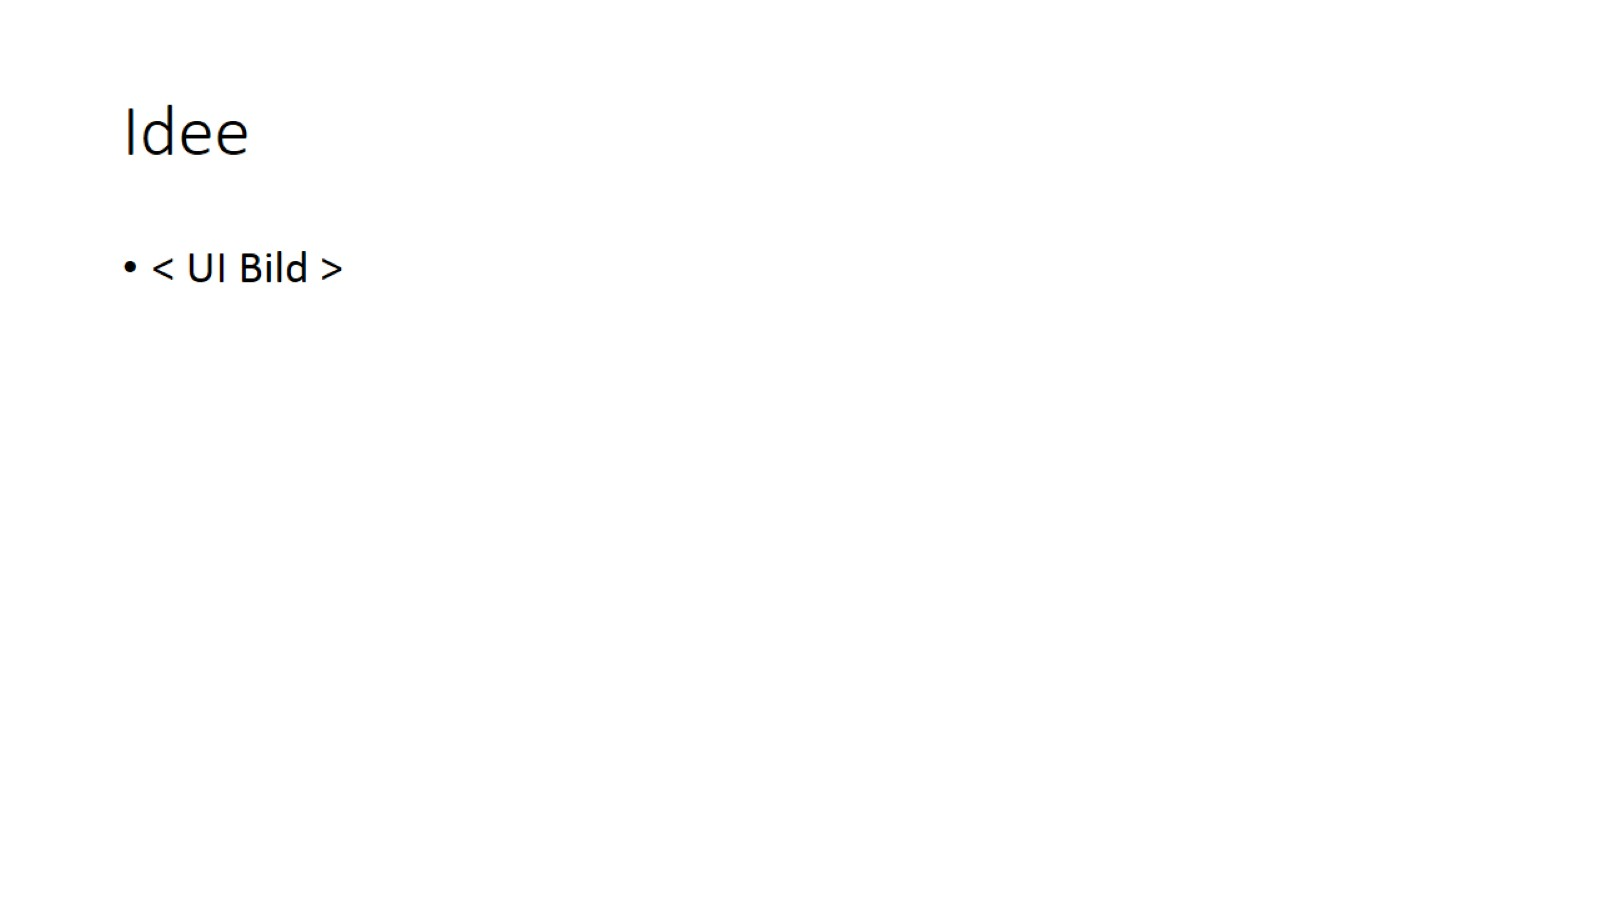 Idee
• < UI Bild >